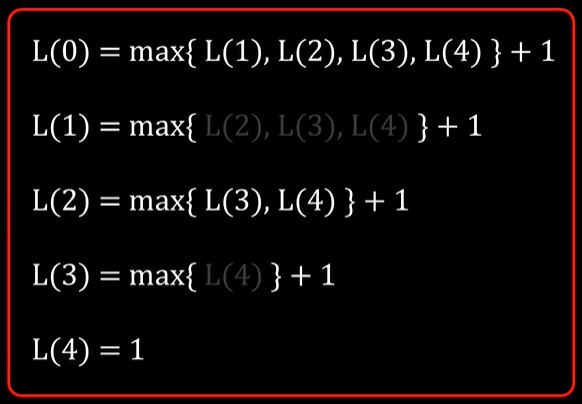 L(0) = max{ L(1), L(2), L(3), L(4) } + 1
L(1) = max{ L(2), L(3), L(4) } + 1
L(2) = max{ L(3), L(4) } + 1
L(3) = max{ L(4) } + 1
L(4) = 1